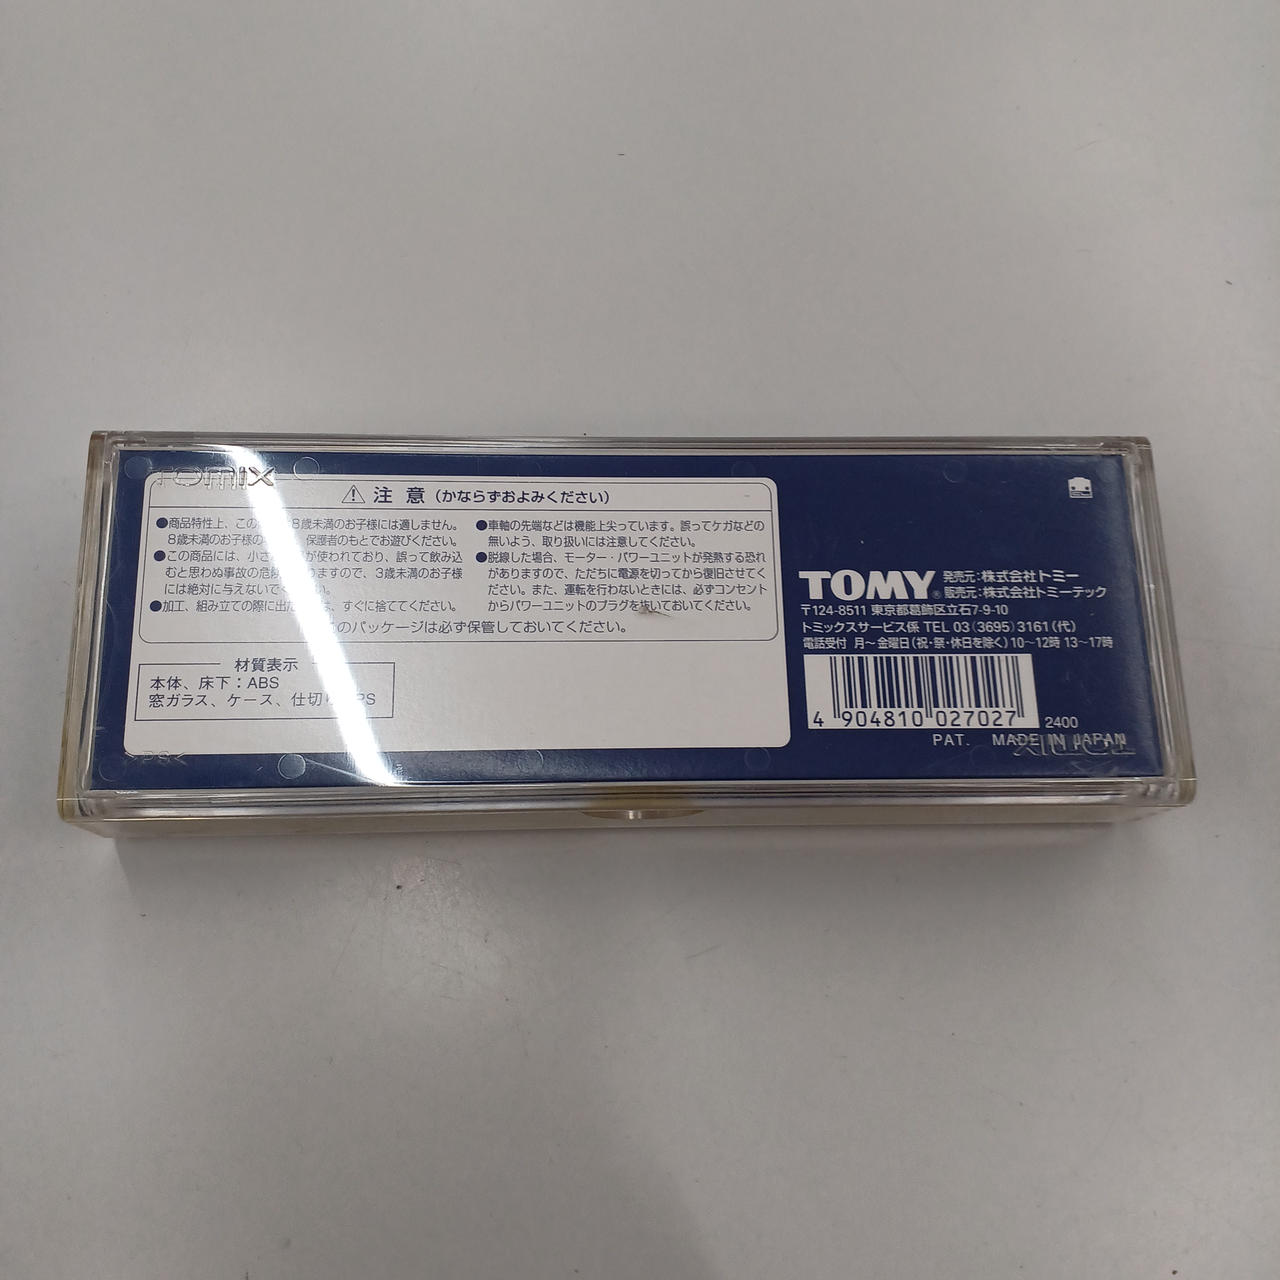 TOMIX
注 意 (かならずおよみください)
●商品特性上、この 8歳未満のお子様には適しません。
8歳未満のお子様の 保護者のもとでお遊びください。
●この商品には、小さ が使われており、誤って飲み込
むと思わぬ事故の危険 りますので、3歳未満のお子様
には絶対に与えないで い。
●加工、組み立ての際に出た は、すぐに捨ててください。
●車軸の先端などは機能上尖っています。誤ってケガなどの
無いよう、取り扱いには注意してください。
●脱線した場合、モーター・パワーユニットが発熱する恐れ
がありますので、ただちに電源を切ってから復旧させてく
ださい。また、運転を行わないときには、必ずコンセント
からパワーユニットのプラグを抜いておいてください。
このパッケージは必ず保管しておいてください。
材質表示
本体、床下：ABS
窓ガラス、ケース、仕切り PS
>PS<
TOMY® 発売元：株式会社トミー
販売元：株式会社トミーテック
〒124-8511 東京都葛飾区立石7-9-10
トミックスサービス係 TEL 03(3695)3161(代)
電話受付 月～金曜日(祝・祭・休日を除く)10～12時 13～17時
4 904810 027027
2400
PAT. MADE IN JAPAN